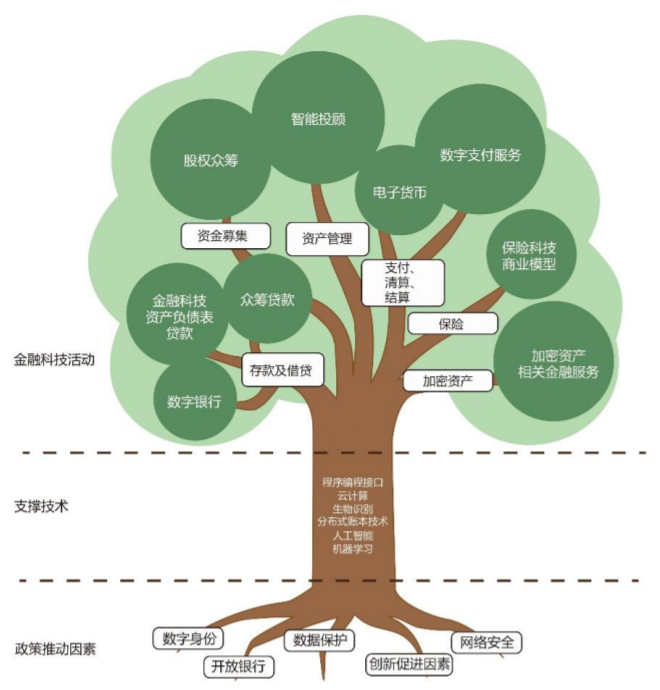 智能投顾
股权众筹
数字支付服务
电子货币
资金募集
资产管理
保险科技
商业模型
支付、
清算、
结算
金融科技
资产负债表
贷款
众筹贷款
保险
金融科技活动
存款及借贷
加密资产
加密资产
相关金融服务
数字银行
支撑技术
程序编程接口
云计算
生物识别
分布式账本技术
人工智能
机器学习
政策推动因素
数字身份
开放银行
数据保护
创新促进因素
网络安全